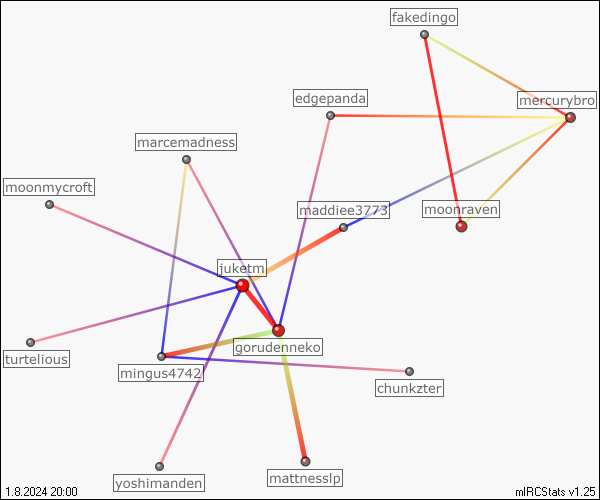 fakedingo
edgepanda
mercurybro
marcemadness
moonmycroft
maddiee3773
moonraven
juketm
gorudenneko
turtelious
mingus4742
chunkzter
yoshimanden
mattnesslp
1.8.2024 20:00
mIRCStats v1.25